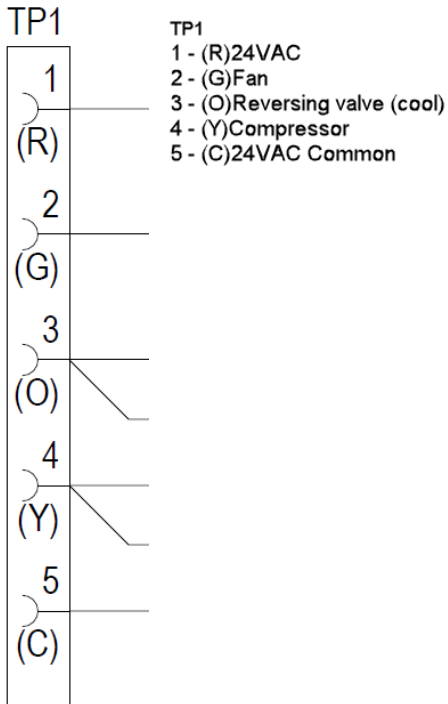 TP1
1
(R)
2
(G)
3
(O)
4
(Y)
5
(C)
TP1
1 - (R)24VAC
2 - (G)Fan
3 - (O)Reversing valve (cool)
4 - (Y)Compressor
5 - (C)24VAC Common